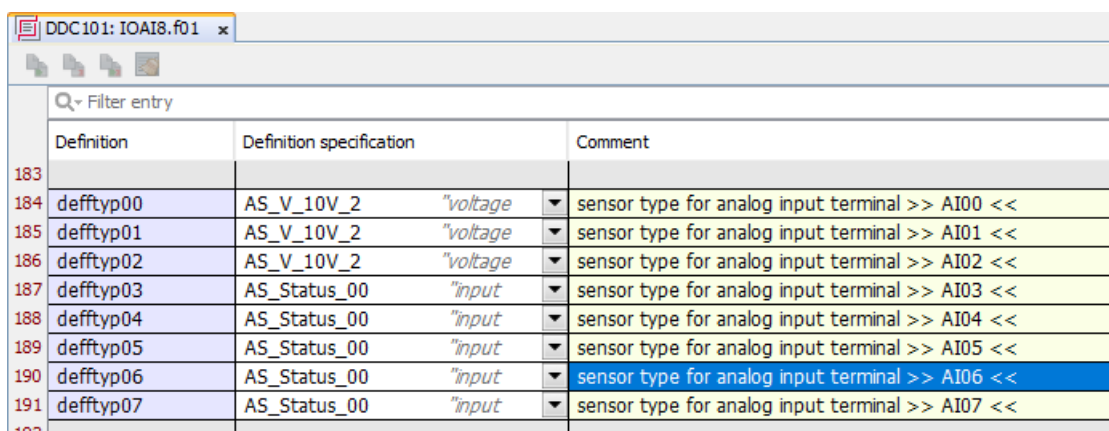 DDC101: IOAI8.f01 x
Filter entry
Definition Definition specification Comment
183
184 defftyp00 AS_V_10V_2 "voltage sensor type for analog input terminal >> AI00 <<
185 defftyp01 AS_V_10V_2 "voltage sensor type for analog input terminal >> AI01 <<
186 defftyp02 AS_V_10V_2 "voltage sensor type for analog input terminal >> AI02 <<
187 defftyp03 AS_Status_00 "input sensor type for analog input terminal >> AI03 <<
188 defftyp04 AS_Status_00 "input sensor type for analog input terminal >> AI04 <<
189 defftyp05 AS_Status_00 "input sensor type for analog input terminal >> AI05 <<
190 defftyp06 AS_Status_00 "input sensor type for analog input terminal >> AI06 <<
191 defftyp07 AS_Status_00 "input sensor type for analog input terminal >> AI07 <<